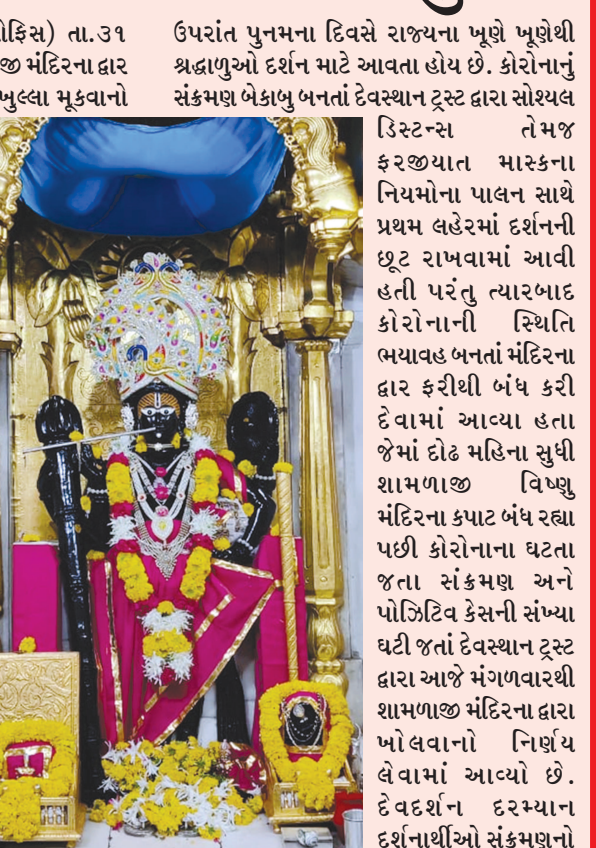 તા.૩૧
જી મંદિરના દ્વાર
ખુલ્લા મૂકવાનો
ઉપરાંત પુનમના દિવસે રાજ્યના ખૂણે ખૂણેથી
શ્રદ્ધાળુઓ દર્શન માટે આવતા હોય છે. કોરોનાનું
સંક્રમણ બેકાબુ બનતાં દેવસ્થાન ટ્રસ્ટ દ્વારા સોશ્યલ
ડિસ્ટન્સ તેમજ
ફરજીયાત માસ્કના
નિયમોના પાલન સાથે
પ્રથમ લહેરમાં દર્શનની
છૂટ રાખવામાં આવી
હતી પરંતુ ત્યારબાદ
કોરોનાની સ્થિતિ
ભયાવહ બનતાં મંદિરના
દ્વાર ફરીથી બંધ કરી
દેવામાં આવ્યા હતા
જેમાં દોઢ મહિના સુધી
શામળાજી વિષ્ણુ
મંદિરના કપાટ બંધ રહ્યા
પછી કોરોનાના ઘટતા
જતા સંક્રમણ અને
પોઝિટિવ કેસની સંખ્યા
ઘટી જતાં દેવસ્થાન ટ્રસ્ટ
દ્વારા આજે મંગળવારથી
શામળાજી મંદિરના દ્વારા
ખોલવાનો નિર્ણય
લેવામાં આવ્યો છે.
દેવદર્શન દરમ્યાન
દર્શનાર્થીઓ સંક્રમણનો